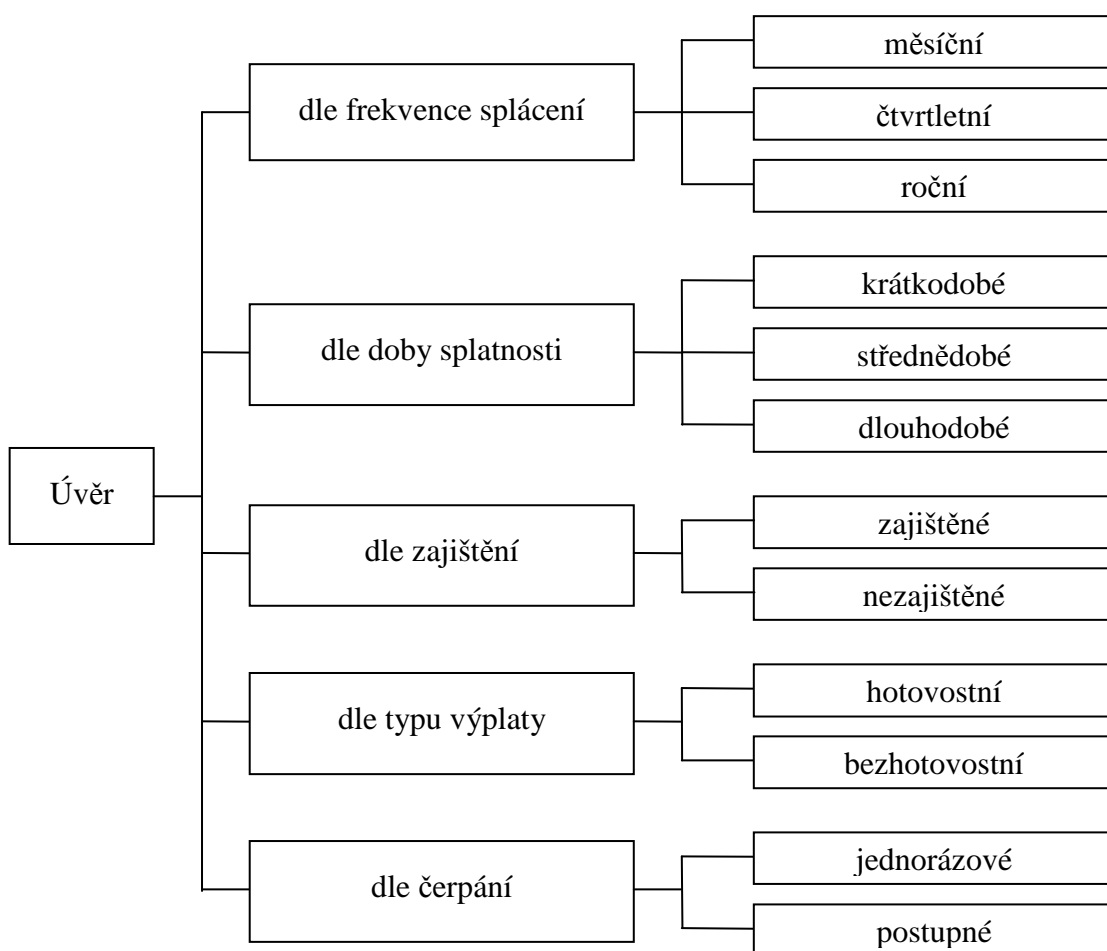 Úvěr
dle frekvence splácení
měsíční
čtvrtletní
roční
dle doby splatnosti
krátkodobé
střednědobé
dlouhodobé
dle zajištění
zajištěné
nezajištěné
dle typu výplaty
hotovostní
bezhotovostní
dle čerpání
jednorázové
postupné